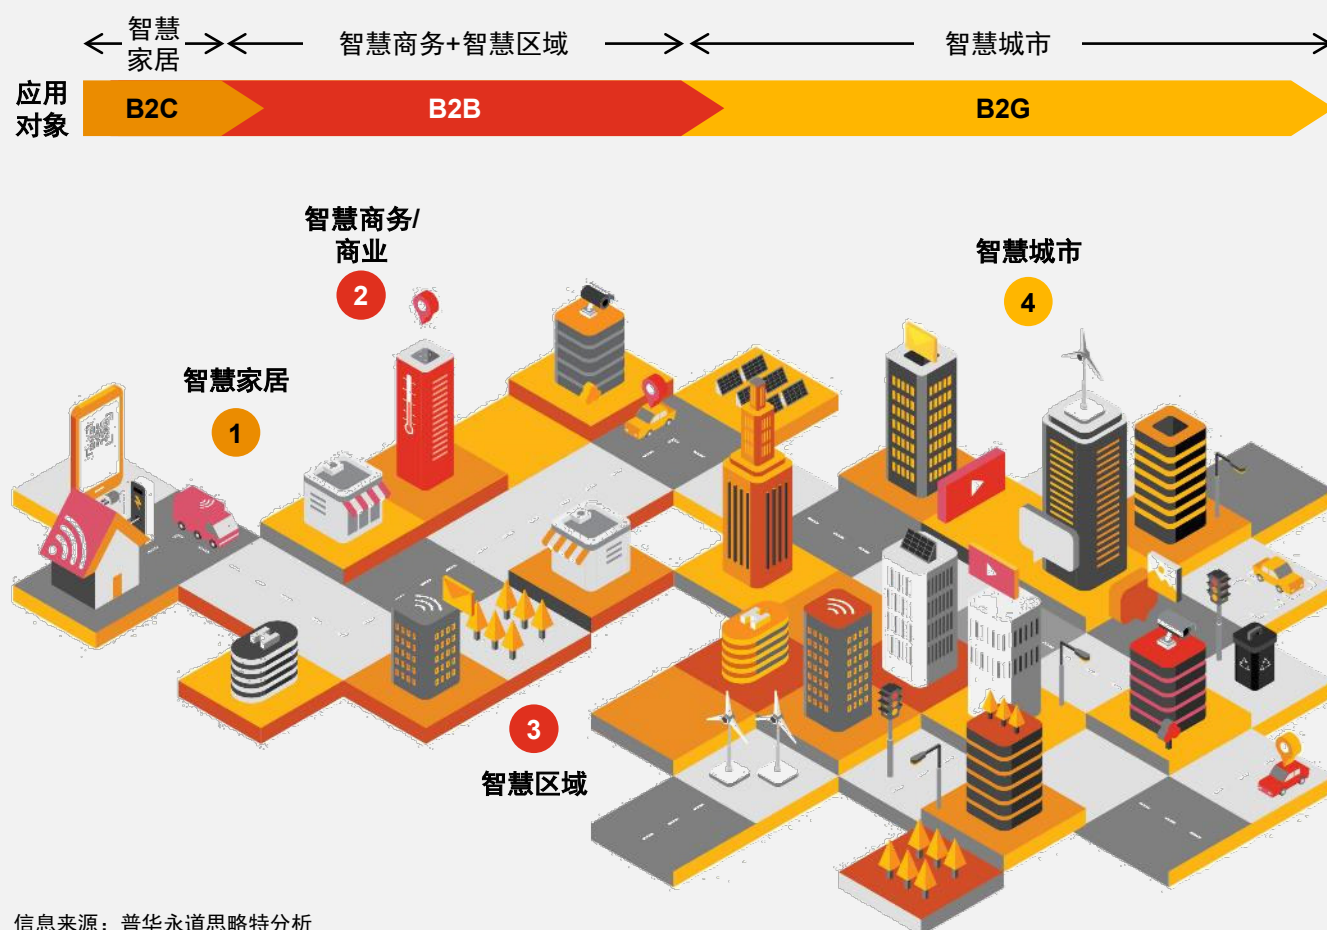 智慧
家居
智慧商务+智慧区域
智慧城市
应用
对象
B2C
B2B
B2G
智慧商务/
商业
2
智慧城市
4
智慧家居
1
3
智慧区域
信息来源：普华永道思略特分析